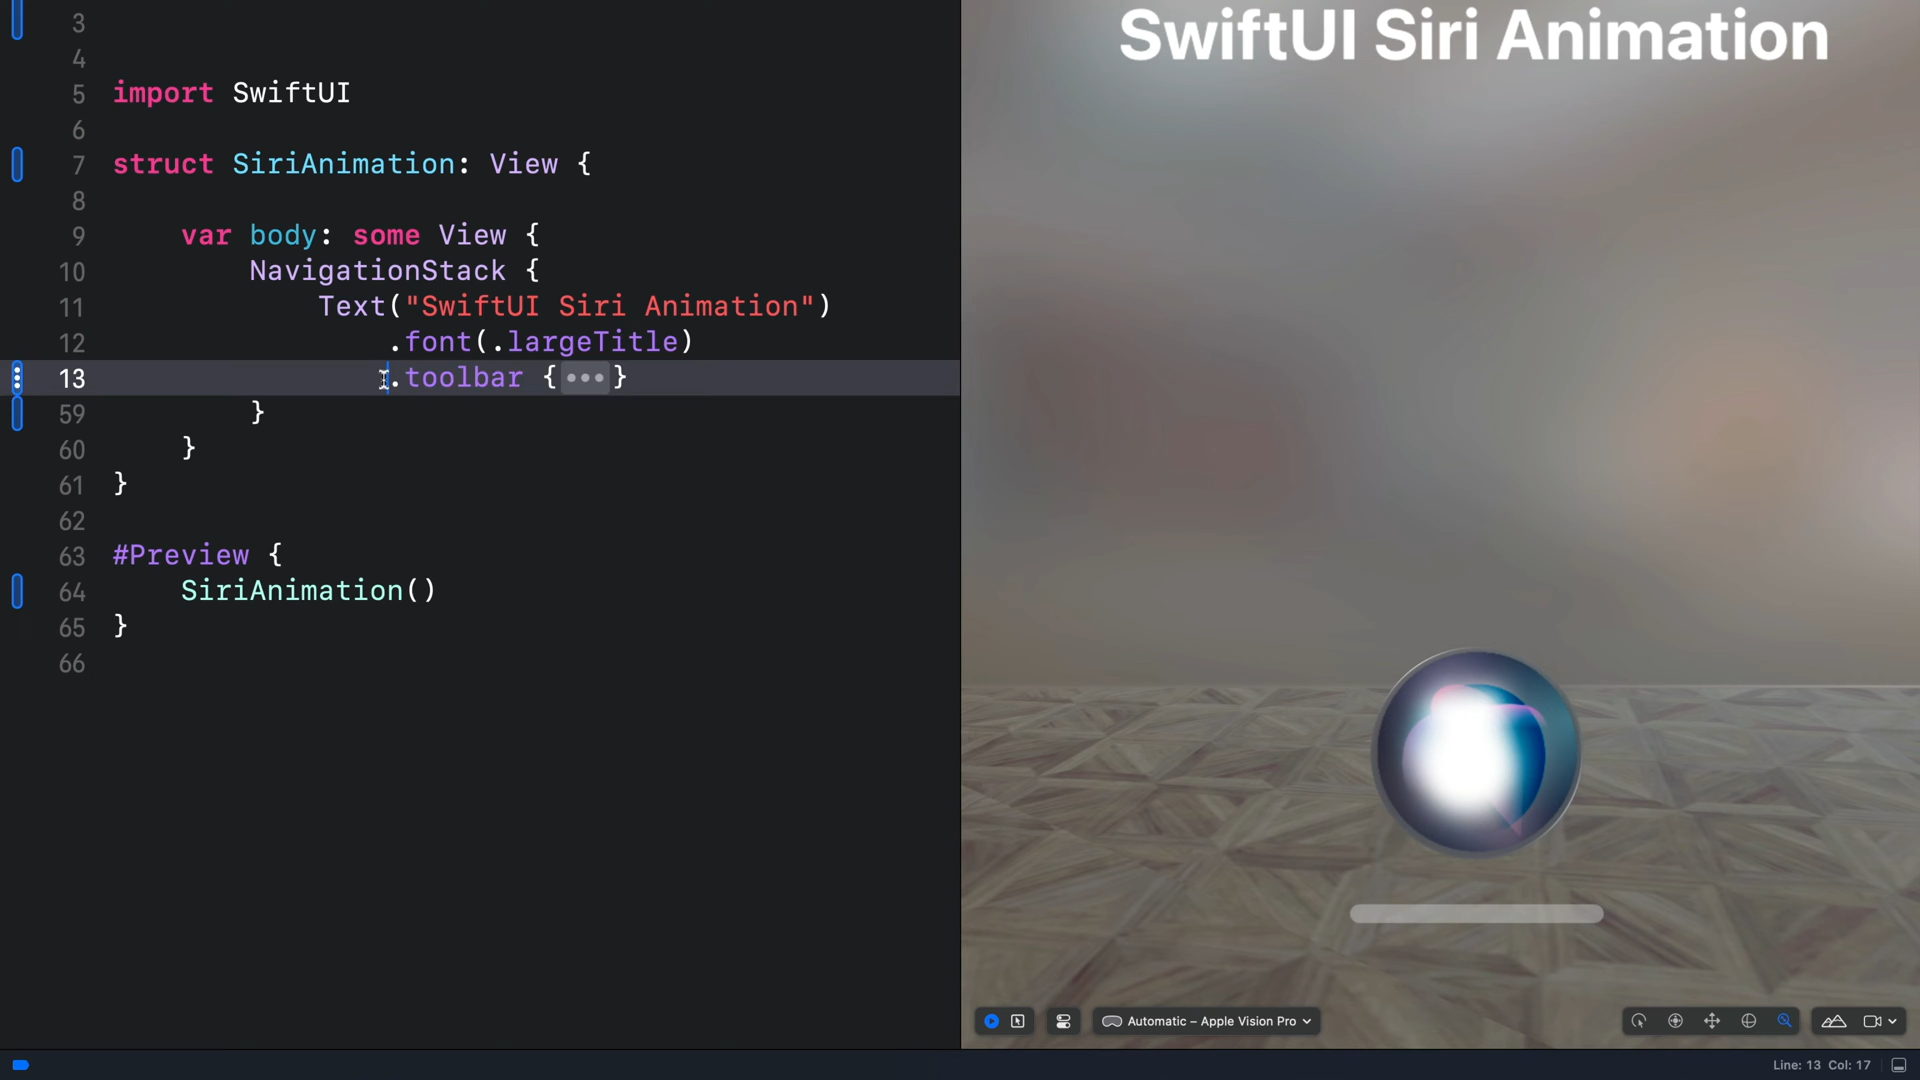 3
4
5 import SwiftUI
6
7 struct SiriAnimation: View {
8
9 var body: some View {
10 NavigationStack {
11 Text("SwiftUI Siri Animation")
12 .font(.largeTitle)
13 .toolbar {•••}
59 }
60 }
61 }
62
63 #Preview {
64 SiriAnimation()
65 }
66
SwiftUI Siri Animation
Automatic – Apple Vision Pro
Line: 13 Col: 17